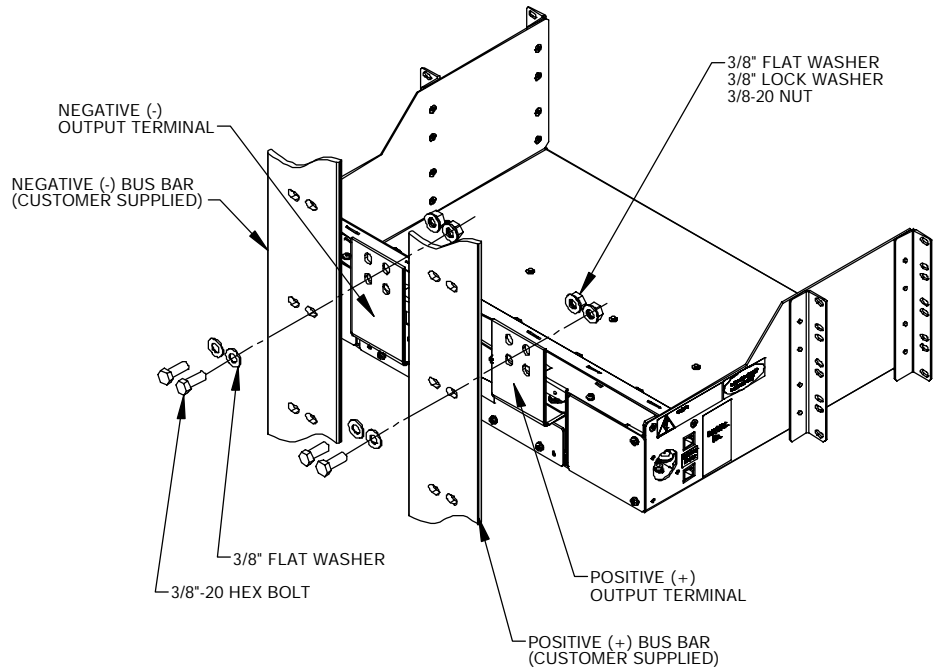 3/8" FLAT WASHER
3/8" LOCK WASHER
3/8-20 NUT
NEGATIVE (-)
OUTPUT TERMINAL
NEGATIVE (-) BUS BAR
(CUSTOMER SUPPLIED)
3/8" FLAT WASHER
3/8"-20 HEX BOLT
POSITIVE (+)
OUTPUT TERMINAL
POSITIVE (+) BUS BAR
(CUSTOMER SUPPLIED)